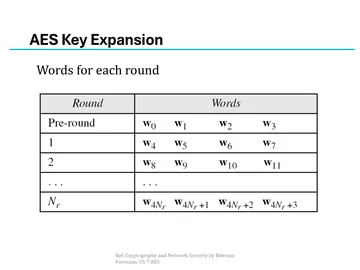 AES Key Expansion
Words for each round
Round Words
Pre-round w0 w1 w2 w3
1 w4 w5 w6 w7
2 w8 w9 w10 w11
. . . . . .
Nr w4Nr w4Nr +1 w4Nr +2 w4Nr +3
Ref: Cryptography and Network Security by Behrouz
Forouzan, Ch 7 AES